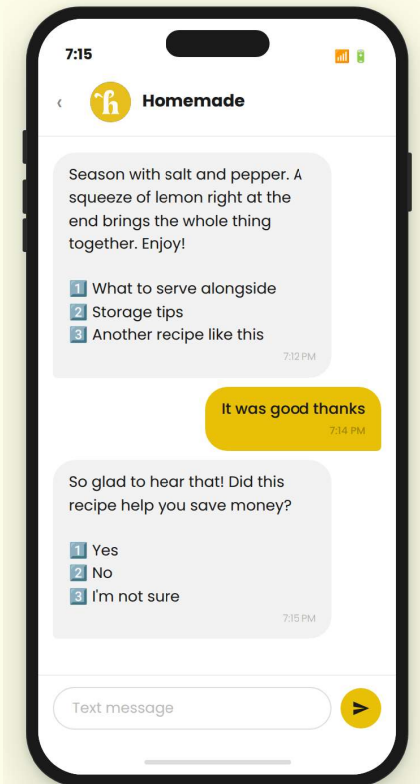 7:15
‹ h Homemade
Season with salt and pepper. A
squeeze of lemon right at the
end brings the whole thing
together. Enjoy!
1️⃣ What to serve alongside
2️⃣ Storage tips
3️⃣ Another recipe like this
7:12 PM
It was good thanks
7:14 PM
So glad to hear that! Did this
recipe help you save money?
1️⃣ Yes
2️⃣ No
3️⃣ I'm not sure
7:15 PM
Text message